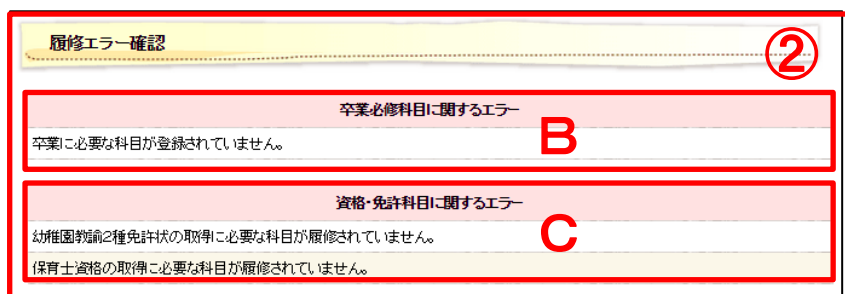 履修エラー確認
②
卒業必修科目に関するエラー
B
卒業に必要な科目が登録されていません。
資格・免許科目に関するエラー
C
幼稚園教諭2種免許状の取得に必要な科目が履修されていません。
保育士資格の取得に必要な科目が履修されていません。